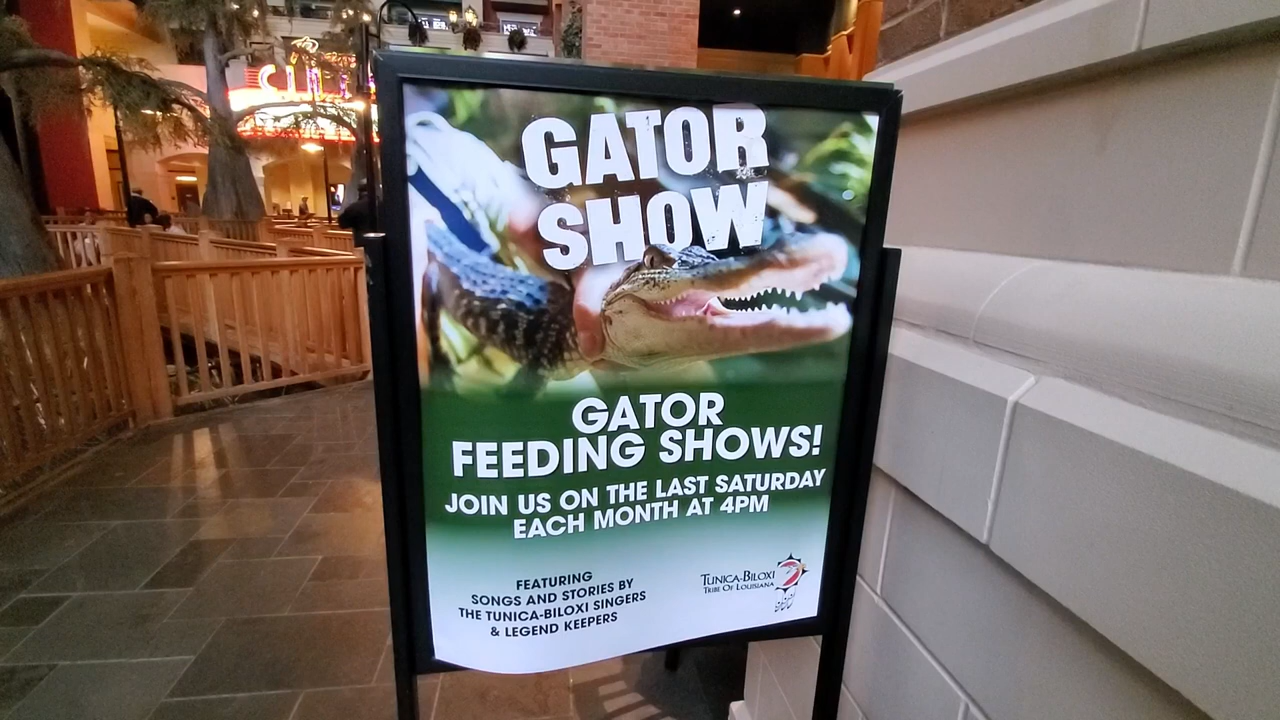 CINE
GATOR
SHOW
GATOR
FEEDING SHOWS!
JOIN US ON THE LAST SATURDAY
EACH MONTH AT 4PM
FEATURING
SONGS AND STORIES BY
THE TUNICA-BILOXI SINGERS
& LEGEND KEEPERS
TUNICA-BILOXI
TRIBE OF LOUISIANA